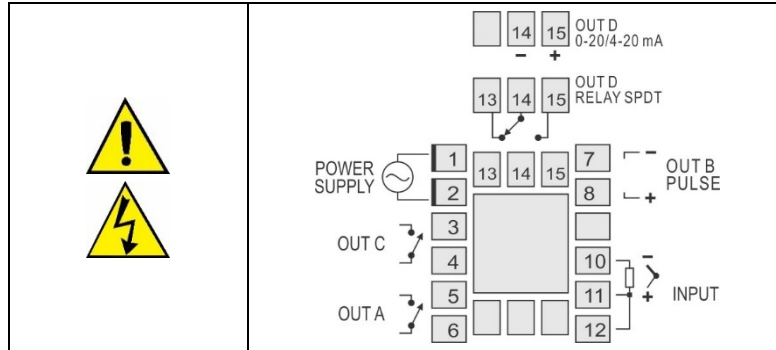 14 15 OUT D
0-20/4-20 mA
- +
13 14 15 OUT D
RELAY SPDT
POWER
SUPPLY
1
2
13 14 15
7 -
8 +
OUT B
PULSE
OUT C
3
4
OUT A
5
6
10 -
11 +
12
INPUT